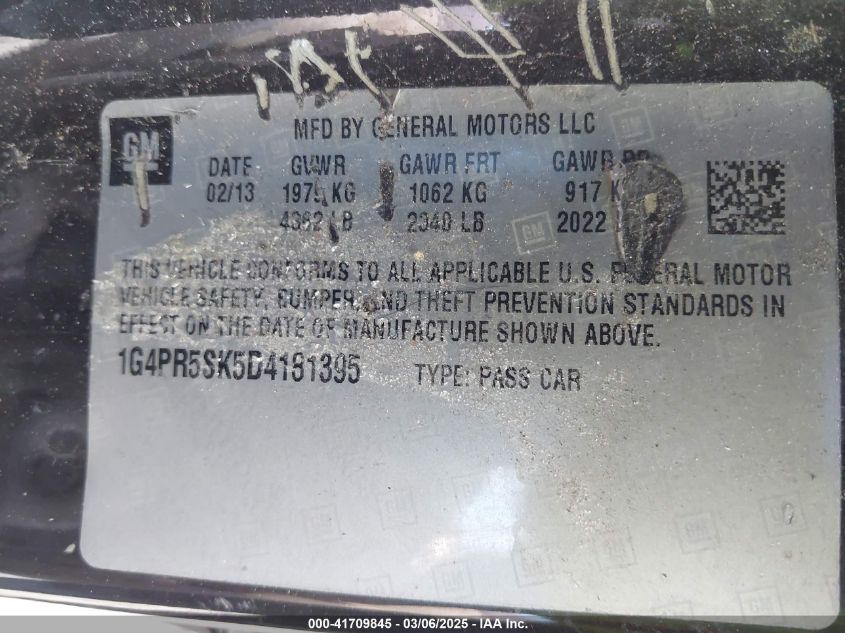 GM
MFD BY GENERAL MOTORS LLC
DATE GVWR GAWR FRT GAWR RR
02/13 1979 KG 1062 KG 917 K
4362 LB 2340 LB 2022
THIS VEHICLE CONFORMS TO ALL APPLICABLE U.S. FEDERAL MOTOR
VEHICLE SAFETY, BUMPER, AND THEFT PREVENTION STANDARDS IN
EFFECT ON THE DATE OF MANUFACTURE SHOWN ABOVE.
1G4PR5SK5D4181395 TYPE: PASS CAR
000-41709845 - 03/06/2025 - IAA Inc.